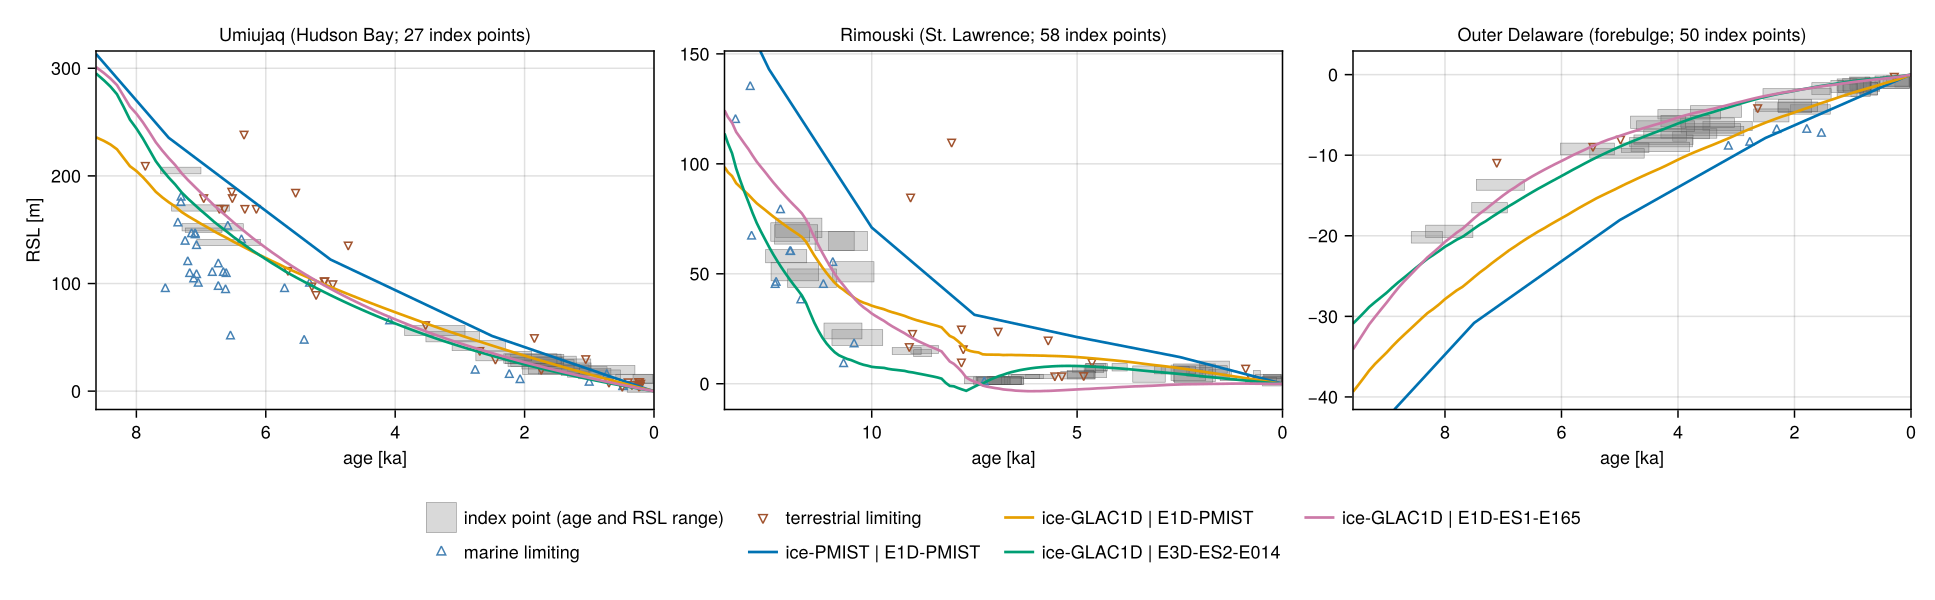 Umiujaq (Hudson Bay; 27 index points)
RSL [m]
300
200
100
0
8
6
4
2
0
age [ka]
Rimouski (St. Lawrence; 58 index points)
150
100
50
0
10
5
0
age [ka]
Outer Delaware (forebulge; 50 index points)
0
−10
−20
−30
−40
8
6
4
2
0
age [ka]
index point (age and RSL range)
terrestrial limiting
ice-GLAC1D | E1D-PMIST
ice-GLAC1D | E1D-ES1-E165
marine limiting
ice-PMIST | E1D-PMIST
ice-GLAC1D | E3D-ES2-E014